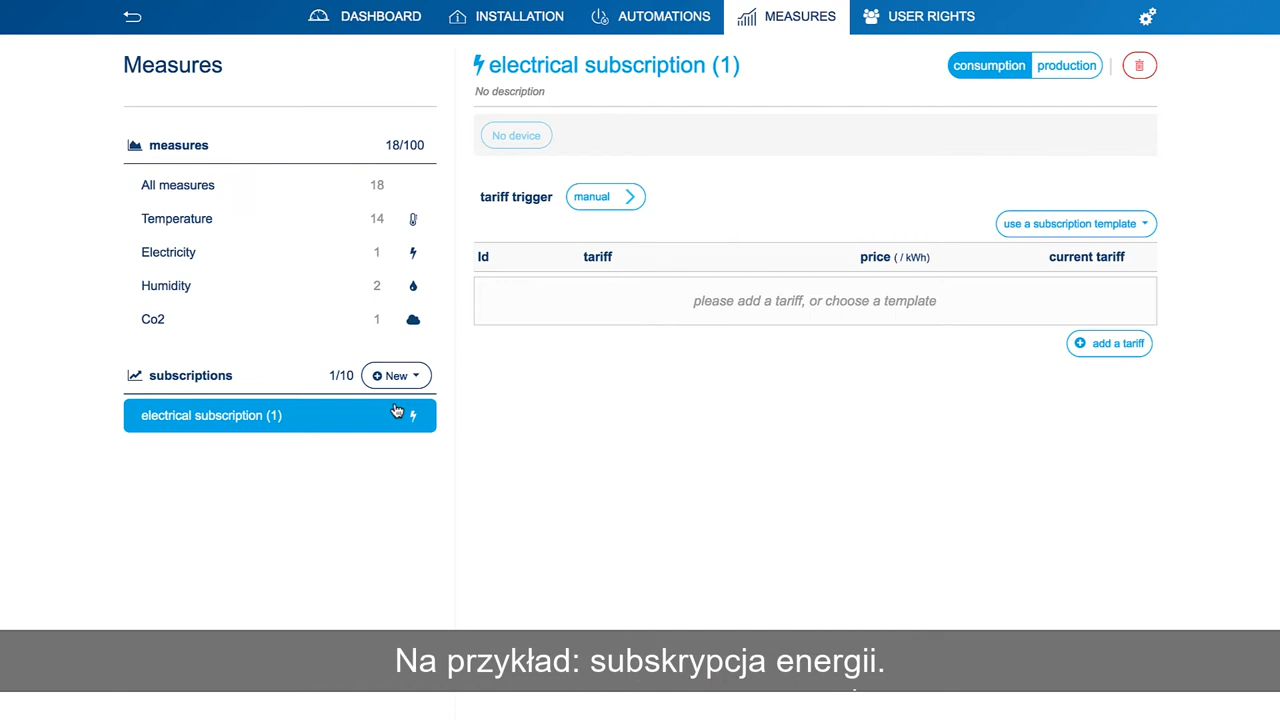 DASHBOARD
INSTALLATION
AUTOMATIONS
MEASURES
USER RIGHTS
Measures
measures 18/100
All measures 18
Temperature 14
Electricity 1
Humidity 2
Co2 1
subscriptions 1/10 New
electrical subscription (1)
electrical subscription (1)
consumption production
No description
No device
tariff trigger manual
use a subscription template
Id tariff price ( / kWh) current tariff
please add a tariff, or choose a template
add a tariff
Na przykład: subskrypcja energii.